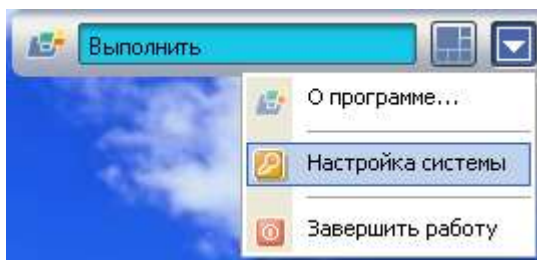 Выполнить
О программе...
Настройка системы
Завершить работу